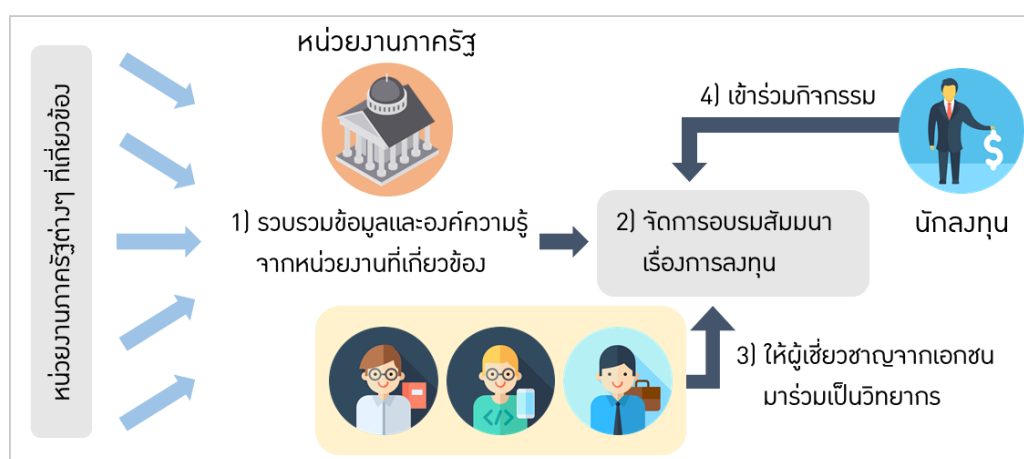 หน่วยงานภาครัฐต่างๆ ที่เกี่ยวข้อง
หน่วยงานภาครัฐ
1) รวบรวมข้อมูลและองค์ความรู้
จากหน่วยงานที่เกี่ยวข้อง
2) จัดการอบรมสัมมนา
เรื่องการลงทุน
4) เข้าร่วมกิจกรรม
$
นักลงทุน
</>
3) ให้ผู้เชี่ยวชาญจากเอกชน
มาร่วมเป็นวิทยากร